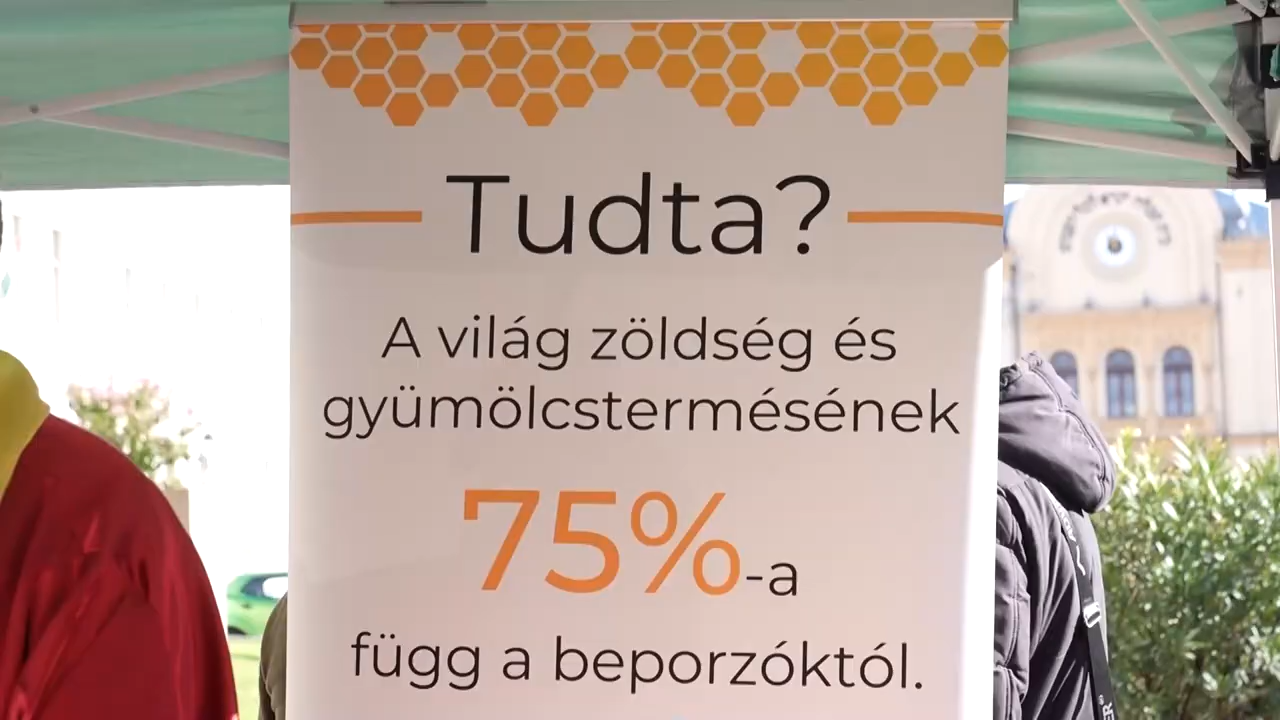 Tudta?
A világ zöldség és
gyümölcstermésének
75%-a
függ a beporzóktól.